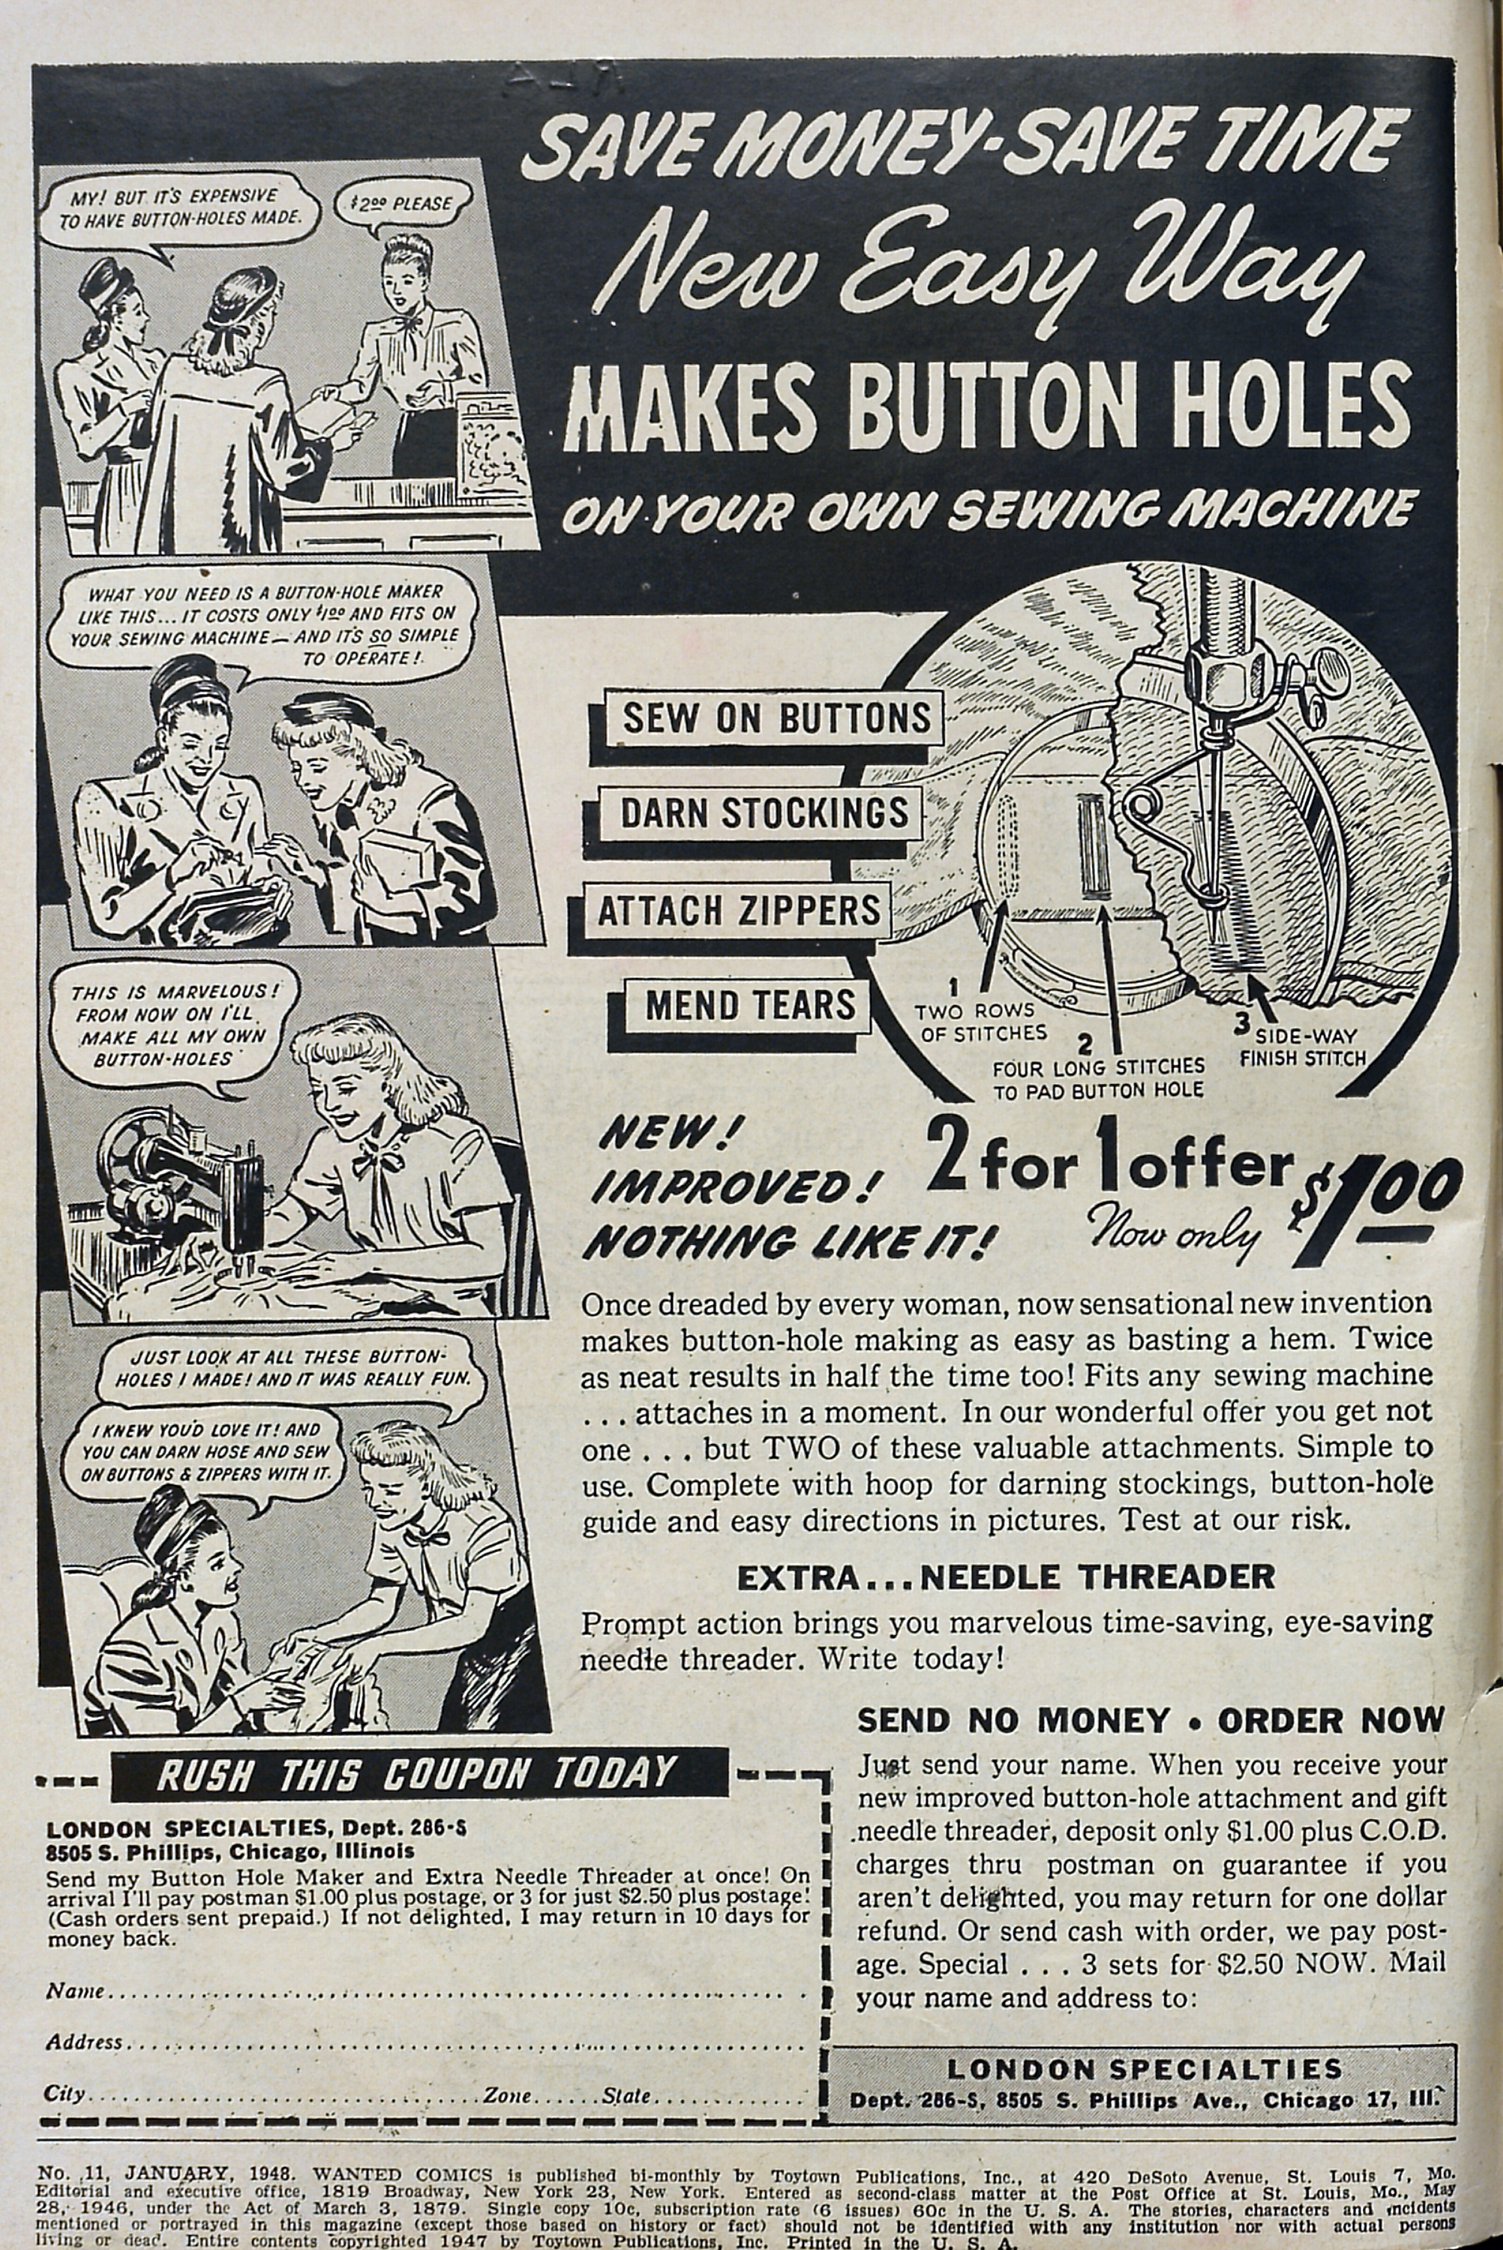 SAVE MONEY-SAVE TIME
New Easy Way
MAKES BUTTON HOLES
ON YOUR OWN SEWING MACHINE
MY! BUT IT'S EXPENSIVE
TO HAVE BUTTON-HOLES MADE.
$2.00 PLEASE
WHAT YOU NEED IS A BUTTON-HOLE MAKER
LIKE THIS... IT COSTS ONLY $1.00 AND FITS ON
YOUR SEWING MACHINE — AND IT'S SO SIMPLE
TO OPERATE!
THIS IS MARVELOUS!
FROM NOW ON I'LL
MAKE ALL MY OWN
BUTTON-HOLES
JUST LOOK AT ALL THESE BUTTON-
HOLES I MADE! AND IT WAS REALLY FUN.
I KNEW YOU'D LOVE IT! AND
YOU CAN DARN HOSE AND SEW
ON BUTTONS & ZIPPERS WITH IT.
SEW ON BUTTONS
DARN STOCKINGS
ATTACH ZIPPERS
MEND TEARS
1
TWO ROWS
OF STITCHES
2
FOUR LONG STITCHES
TO PAD BUTTON HOLE
3
SIDE-WAY
FINISH STITCH
NEW!
IMPROVED!
NOTHING LIKE IT!
2 for 1 offer
Now only $1.00
Once dreaded by every woman, now sensational new invention
makes button-hole making as easy as basting a hem. Twice
as neat results in half the time too! Fits any sewing machine
... attaches in a moment. In our wonderful offer you get not
one ... but TWO of these valuable attachments. Simple to
use. Complete with hoop for darning stockings, button-hole
guide and easy directions in pictures. Test at our risk.
EXTRA...NEEDLE THREADER
Prompt action brings you marvelous time-saving, eye-saving
needle threader. Write today!
SEND NO MONEY • ORDER NOW
Just send your name. When you receive your
new improved button-hole attachment and gift
needle threader, deposit only $1.00 plus C.O.D.
charges thru postman on guarantee if you
aren't delighted, you may return for one dollar
refund. Or send cash with order, we pay post-
age. Special ... 3 sets for $2.50 NOW. Mail
your name and address to:
LONDON SPECIALTIES
Dept. 286-S, 8505 S. Phillips Ave., Chicago 17, Ill.
RUSH THIS COUPON TODAY
LONDON SPECIALTIES, Dept. 286-S
8505 S. Phillips, Chicago, Illinois
Send my Button Hole Maker and Extra Needle Threader at once! On
arrival I'll pay postman $1.00 plus postage, or 3 for just $2.50 plus postage!
(Cash orders sent prepaid.) If not delighted, I may return in 10 days for
money back.
Name
Address
City Zone State
No. 11, JANUARY, 1948. WANTED COMICS is published bi-monthly by Toytown Publications, Inc., at 420 DeSoto Avenue, St. Louis 7, Mo.
Editorial and executive office, 1819 Broadway, New York 23, New York. Entered as second-class matter at the Post Office at St. Louis, Mo., May
28, 1946, under the Act of March 3, 1879. Single copy 10c, subscription rate (6 issues) 60c in the U. S. A. The stories, characters and incidents
mentioned or portrayed in this magazine (except those based on history or fact) should not be identified with any institution nor with actual persons
living or dead. Entire contents copyrighted 1947 by Toytown Publications, Inc. Printed in the U. S. A.